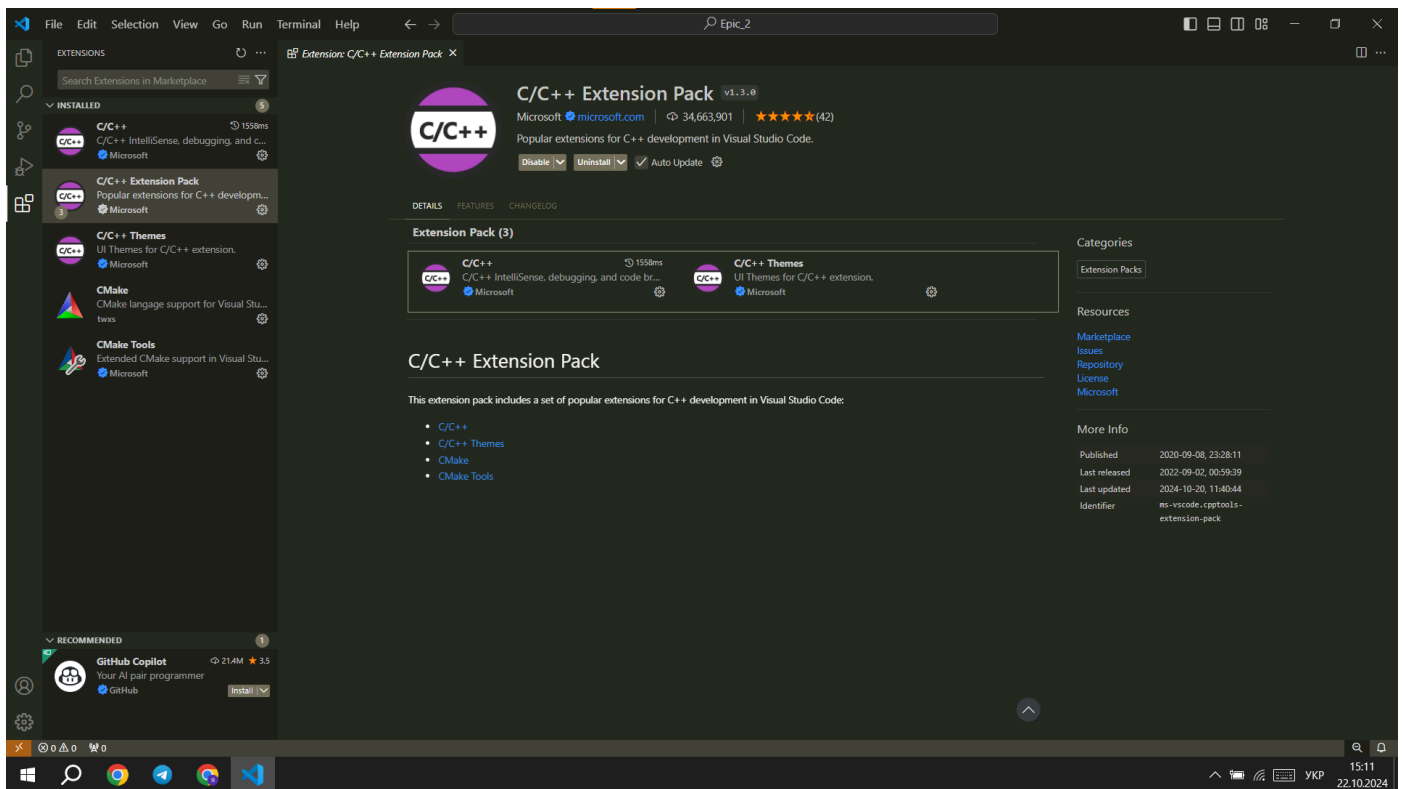 File Edit Selection View Go Run Terminal Help
Epic_2
EXTENSIONS
Extension: C/C++ Extension Pack
Search Extensions in Marketplace
INSTALLED 5
C/C++ 1558ms
C/C++ IntelliSense, debugging, and c...
Microsoft
C/C++ Extension Pack
Popular extensions for C++ developm...
3 Microsoft
C/C++ Themes
UI Themes for C/C++ extension.
Microsoft
CMake
CMake langage support for Visual Stu...
twxs
CMake Tools
Extended CMake support in Visual Stu...
Microsoft
RECOMMENDED 1
GitHub Copilot 21.4M 3.5
Your AI pair programmer
GitHub Install
C/C++
C/C++ Extension Pack v1.3.0
Microsoft microsoft.com 34,663,901 (42)
Popular extensions for C++ development in Visual Studio Code.
Disable Uninstall Auto Update
DETAILS FEATURES CHANGELOG
Extension Pack (3)
C/C++ 1558ms
C/C++ IntelliSense, debugging, and code br...
Microsoft
C/C++ Themes
UI Themes for C/C++ extension.
Microsoft
C/C++ Extension Pack
This extension pack includes a set of popular extensions for C++ development in Visual Studio Code:
C/C++
C/C++ Themes
CMake
CMake Tools
Categories
Extension Packs
Resources
Marketplace
Issues
Repository
License
Microsoft
More Info
Published 2020-09-08, 23:28:11
Last released 2022-09-02, 00:59:39
Last updated 2024-10-20, 11:40:44
Identifier ms-vscode.cpptools-
extension-pack
0 0 0
УКР
15:11
22.10.2024